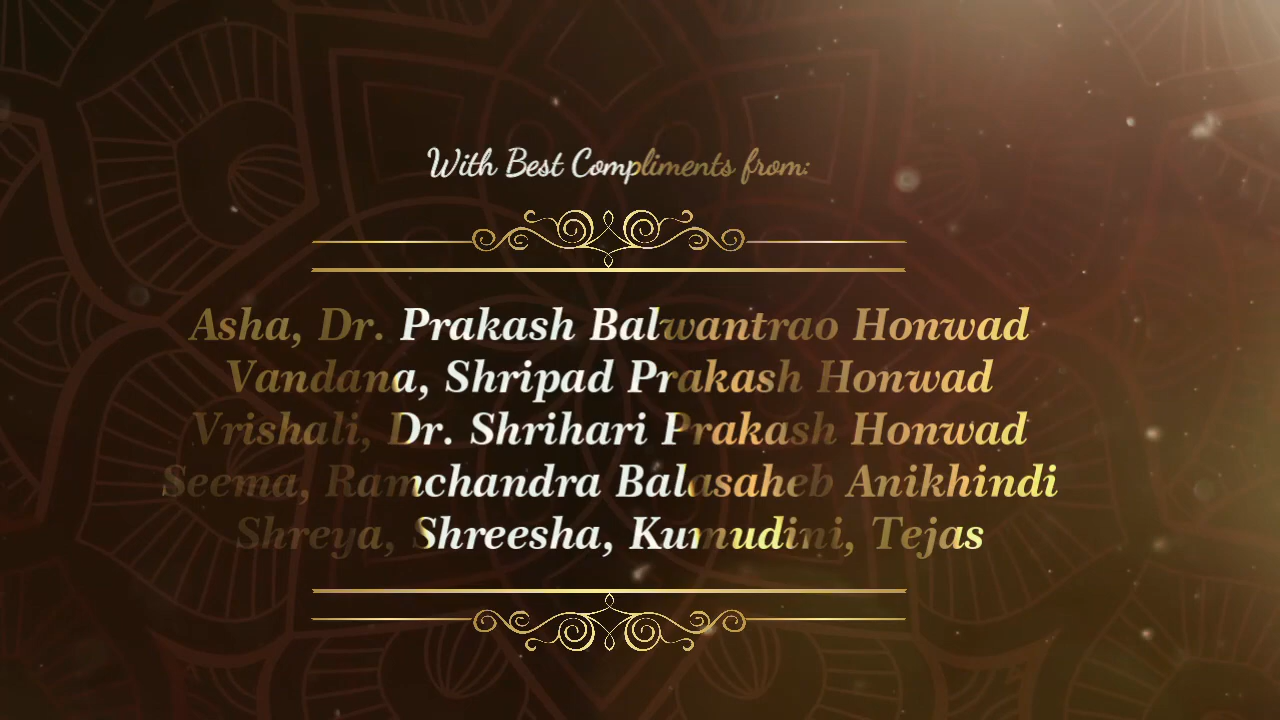 With Best Compliments from:
Asha, Dr. Prakash Balwantrao Honwad
Vandana, Shripad Prakash Honwad
Vrishali, Dr. Shrihari Prakash Honwad
Seema, Ramchandra Balasaheb Anikhindi
Shreya, Shreesha, Kumudini, Tejas